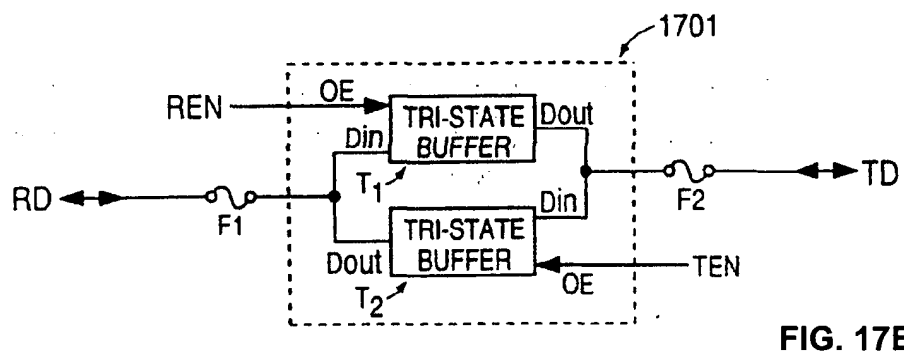 1701
REN
OE
TRI-STATE
BUFFER
Dout
Din
T1
RD
F1
F2
TD
Din
TRI-STATE
BUFFER
Dout
T2
OE
TEN
FIG. 17B